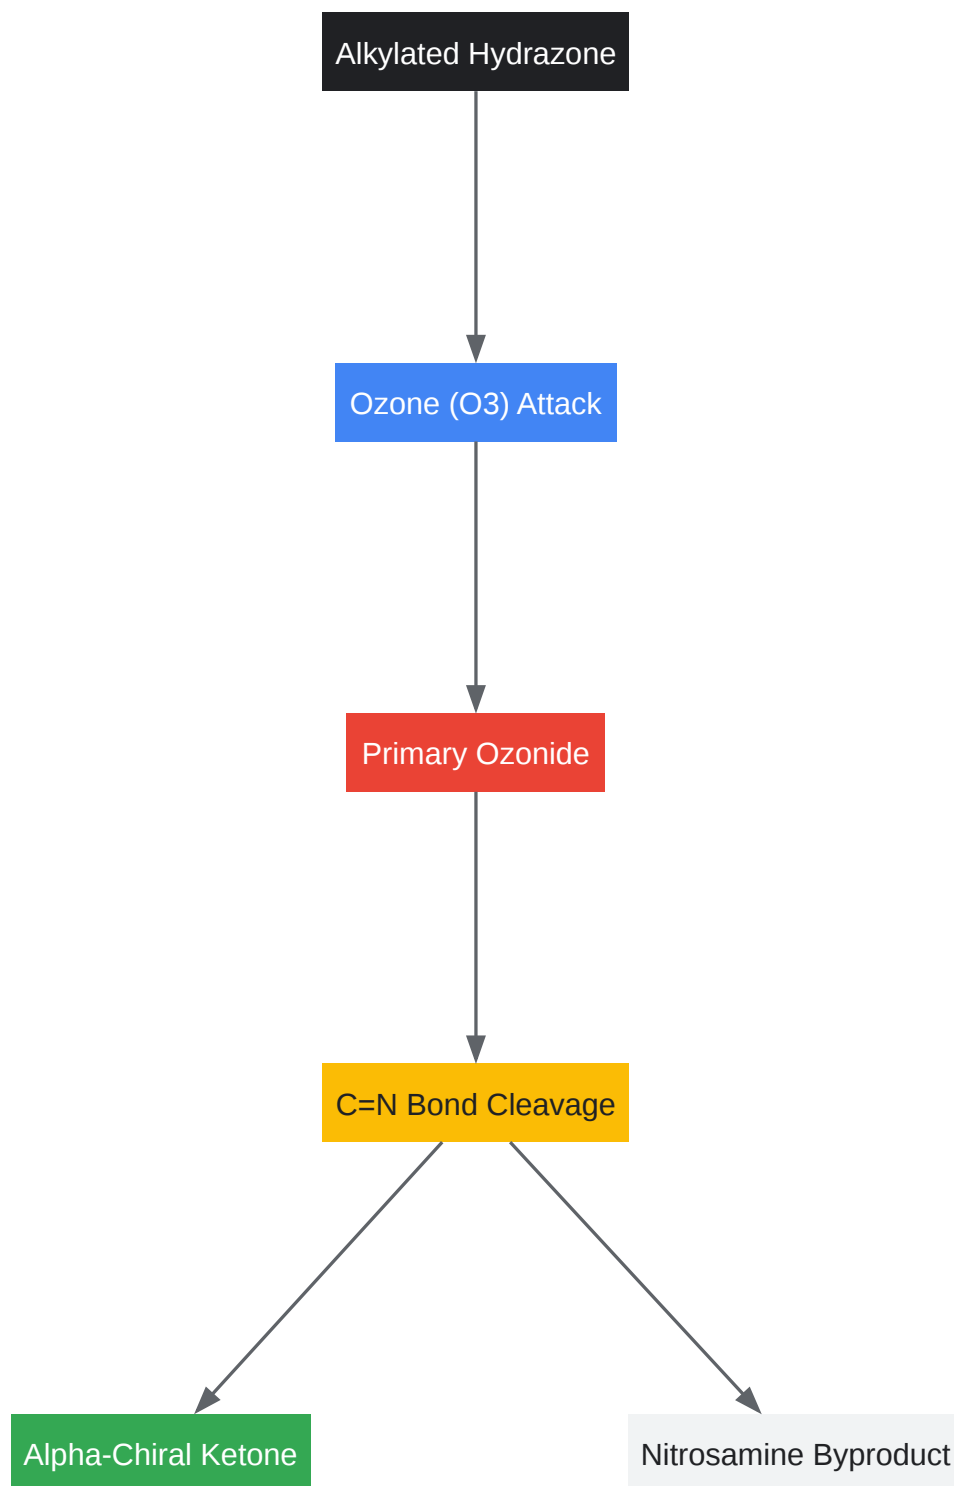 Alkylated Hydrazone
Ozone (O3) Attack
Primary Ozonide
C=N Bond Cleavage
Alpha-Chiral Ketone
Nitrosamine Byproduct